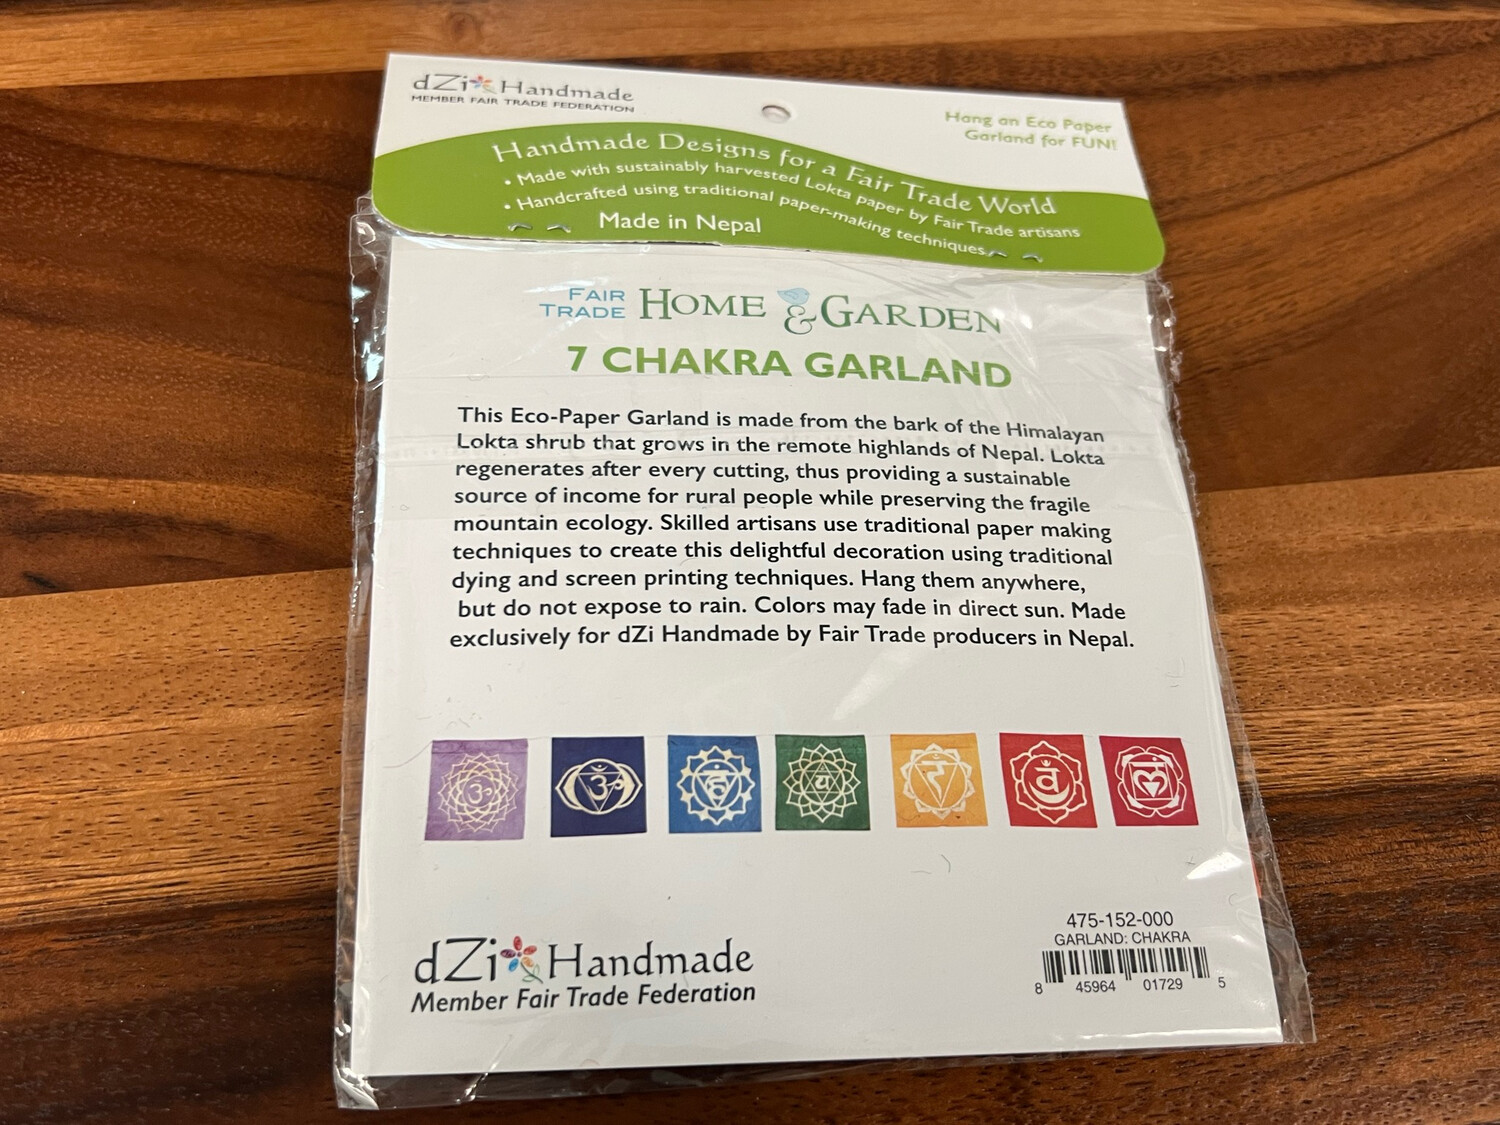 dZi Handmade
MEMBER FAIR TRADE FEDERATION
Hang an Eco Paper
Garland for FUN!
Handmade Designs for a Fair Trade World
• Made with sustainably harvested Lokta paper by Fair Trade artisans
• Handcrafted using traditional paper-making techniques
Made in Nepal
FAIR TRADE HOME & GARDEN
7 CHAKRA GARLAND
This Eco-Paper Garland is made from the bark of the Himalayan
Lokta shrub that grows in the remote highlands of Nepal. Lokta
regenerates after every cutting, thus providing a sustainable
source of income for rural people while preserving the fragile
mountain ecology. Skilled artisans use traditional paper making
techniques to create this delightful decoration using traditional
dying and screen printing techniques. Hang them anywhere,
but do not expose to rain. Colors may fade in direct sun. Made
exclusively for dZi Handmade by Fair Trade producers in Nepal.
ॐ ॐ हं यं रं वं लं
dZi Handmade
Member Fair Trade Federation
475-152-000
GARLAND: CHAKRA
8 45964 01729 5